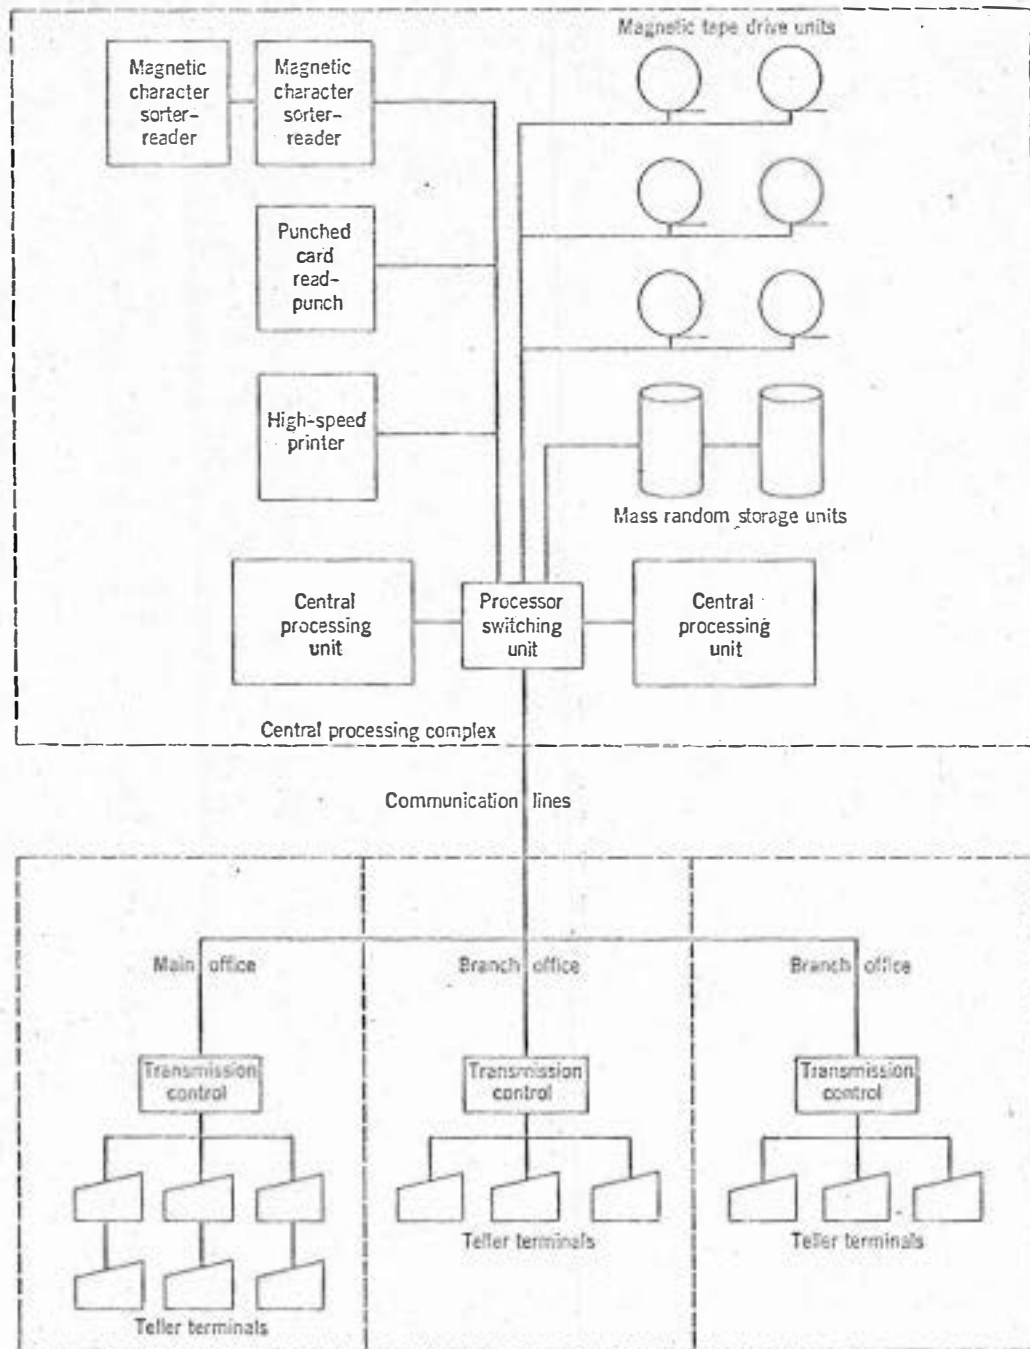 Magnetic tape drive units
Magnetic
character
sorter-
reader
Magnetic
character
sorter-
reader
Punched
card
read-
punch
High-speed
printer
Mass random storage units
Central
processing
unit
Processor
switching
unit
Central
processing
unit
Central processing complex
Communication lines
Main office
Branch office
Branch office
Transmission
control
Transmission
control
Transmission
control
Teller terminals
Teller terminals
Teller terminals